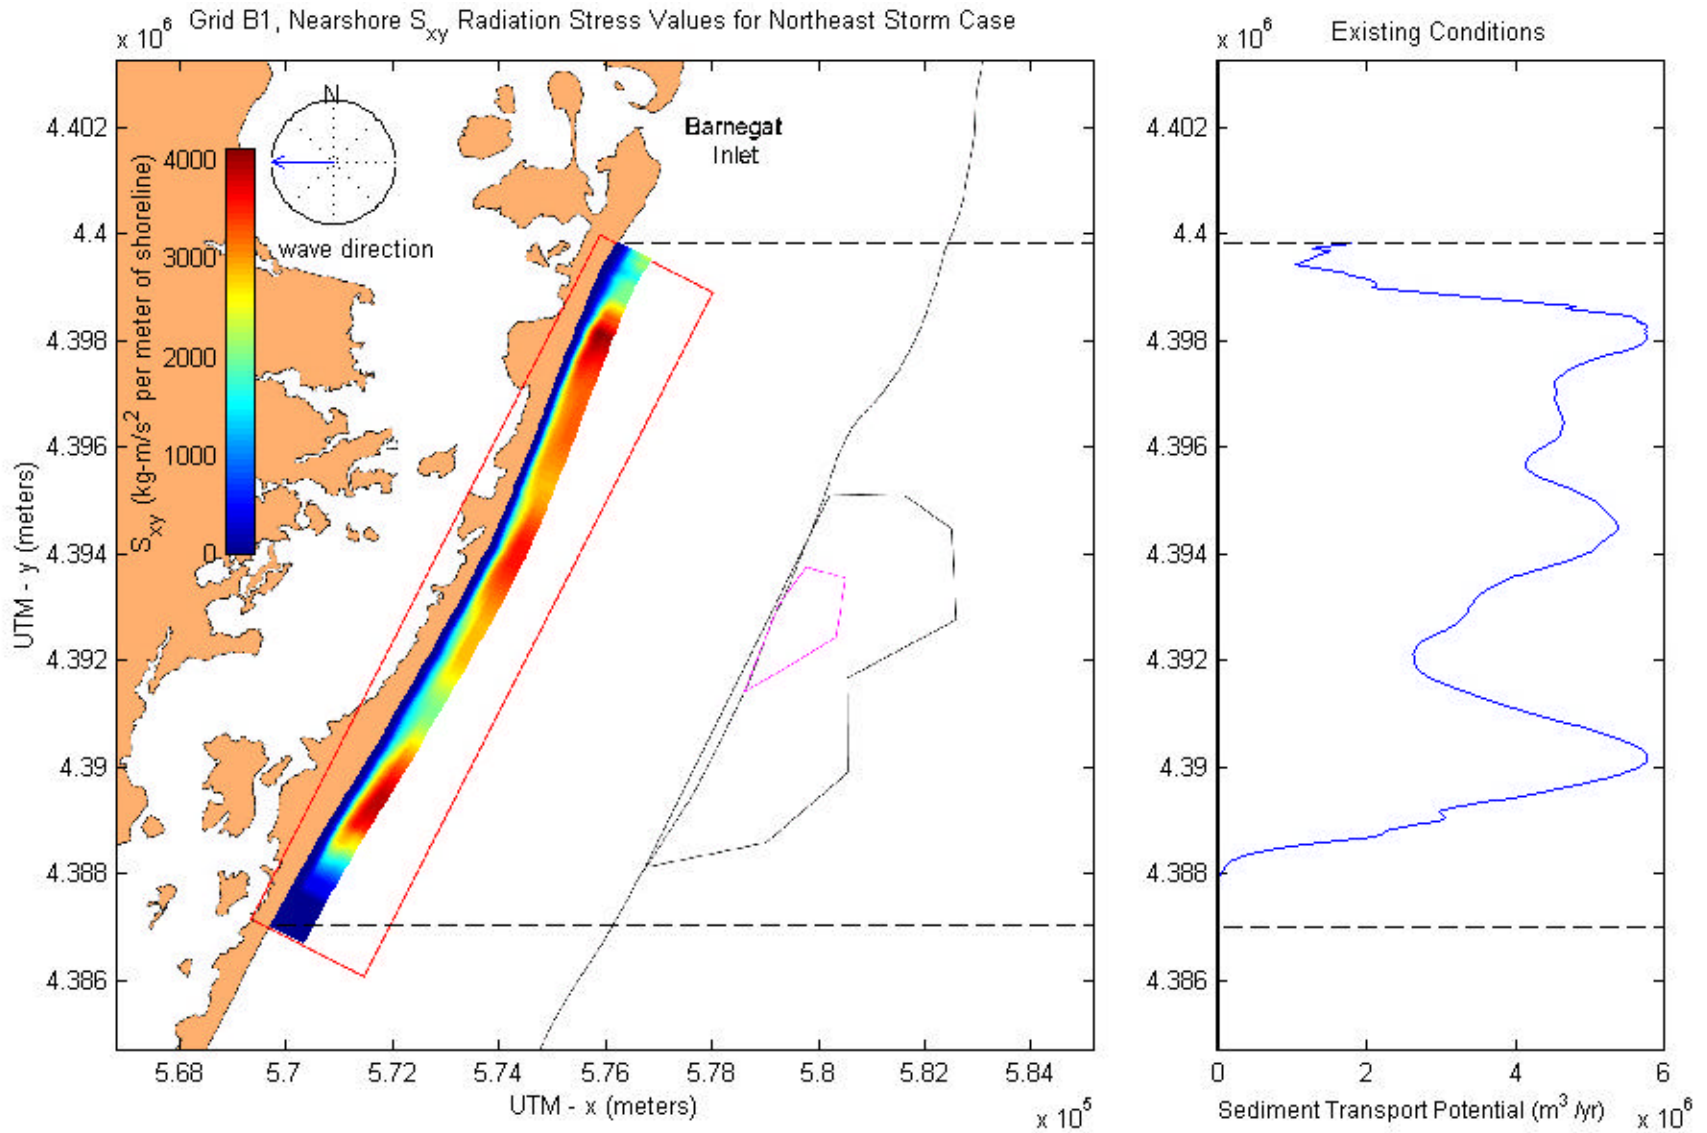 Grid B1, Nearshore Sxy Radiation Stress Values for Northeast Storm Case
x 10^6
4.402
4.4
4.398
4.396
4.394
4.392
4.39
4.388
4.386
UTM - y (meters)
N
wave direction
4000
3000
2000
1000
0
Sxy (kg-m/s² per meter of shoreline)
Barnegat
Inlet
5.68
5.7
5.72
5.74
5.76
5.78
5.8
5.82
5.84
UTM - x (meters)
x 10^5
Existing Conditions
x 10^6
4.402
4.4
4.398
4.396
4.394
4.392
4.39
4.388
4.386
0
2
4
6
Sediment Transport Potential (m³ /yr)
x 10^6